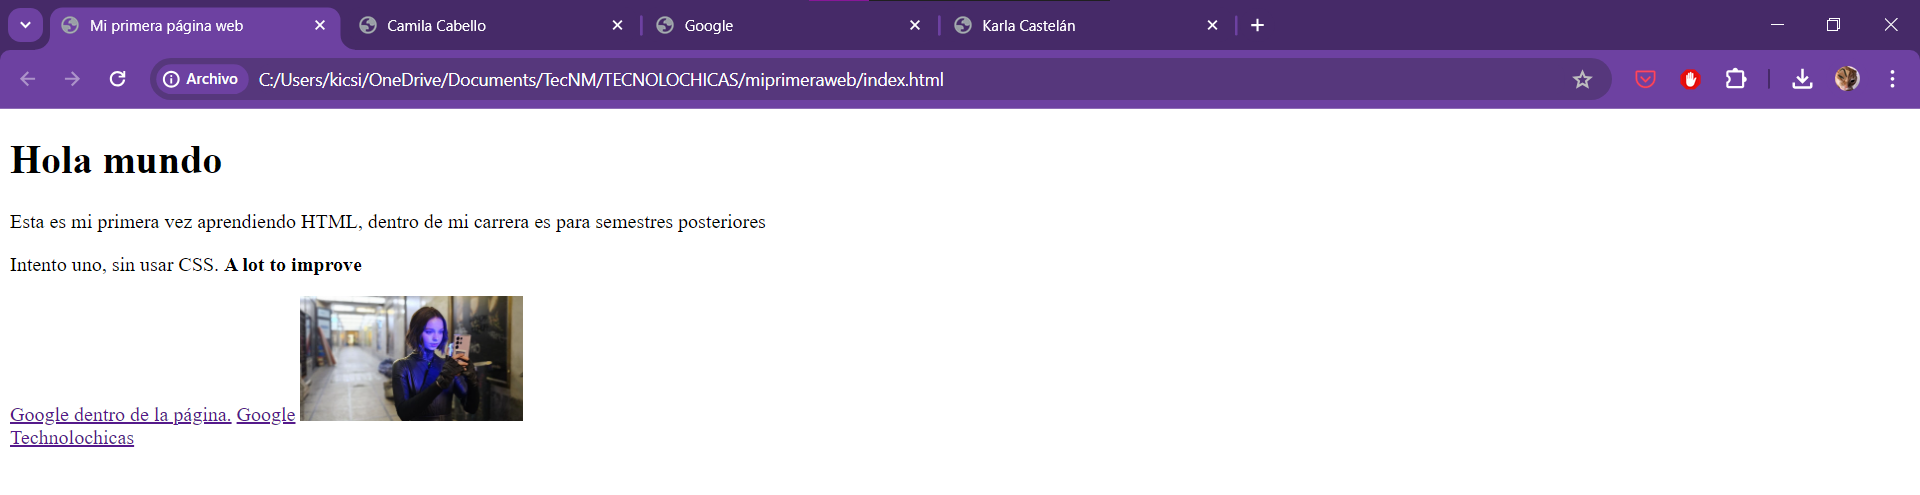 Mi primera página web
Camila Cabello
Google
Karla Castelán
Archivo
C:/Users/kicsi/OneDrive/Documents/TecNM/TECNOLOCHICAS/miprimeraweb/index.html
Hola mundo
Esta es mi primera vez aprendiendo HTML, dentro de mi carrera es para semestres posteriores
Intento uno, sin usar CSS. A lot to improve
Google dentro de la página. Google
Technolochicas